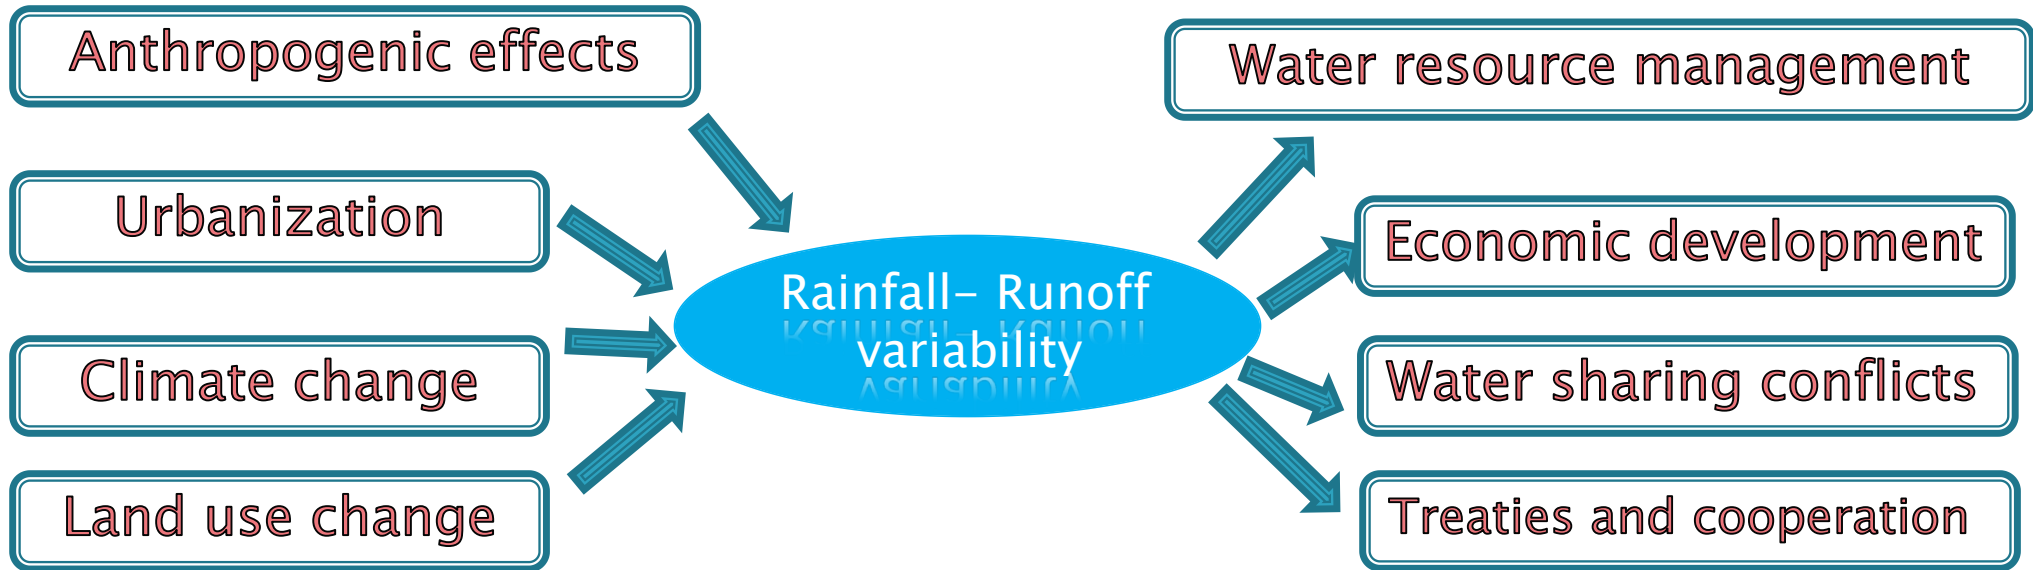 Anthropogenic effects
Urbanization
Climate change
Land use change
Rainfall- Runoff
variability
Water resource management
Economic development
Water sharing conflicts
Treaties and cooperation